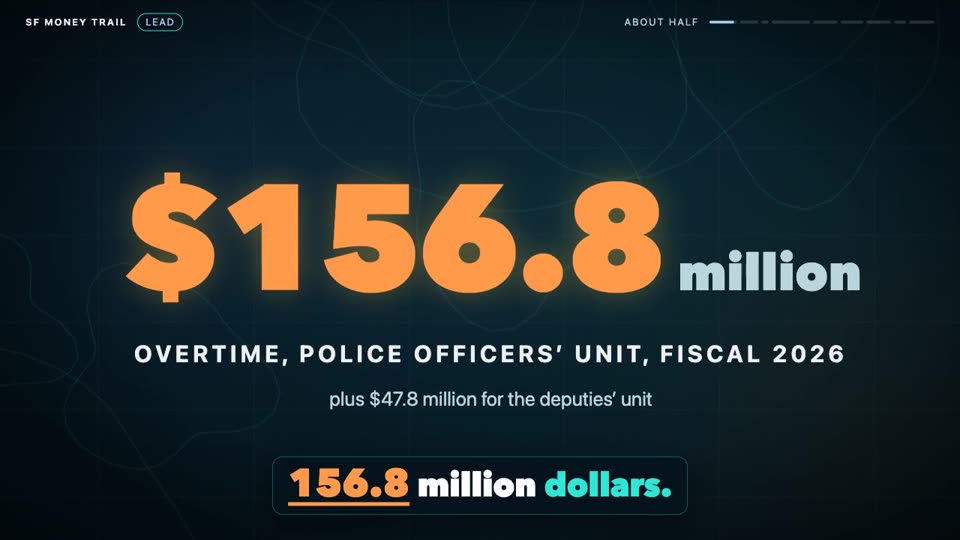 SF MONEY TRAIL LEAD ABOUT HALF
$156.8 million
OVERTIME, POLICE OFFICERS’ UNIT, FISCAL 2026
plus $47.8 million for the deputies’ unit
156.8 million dollars.